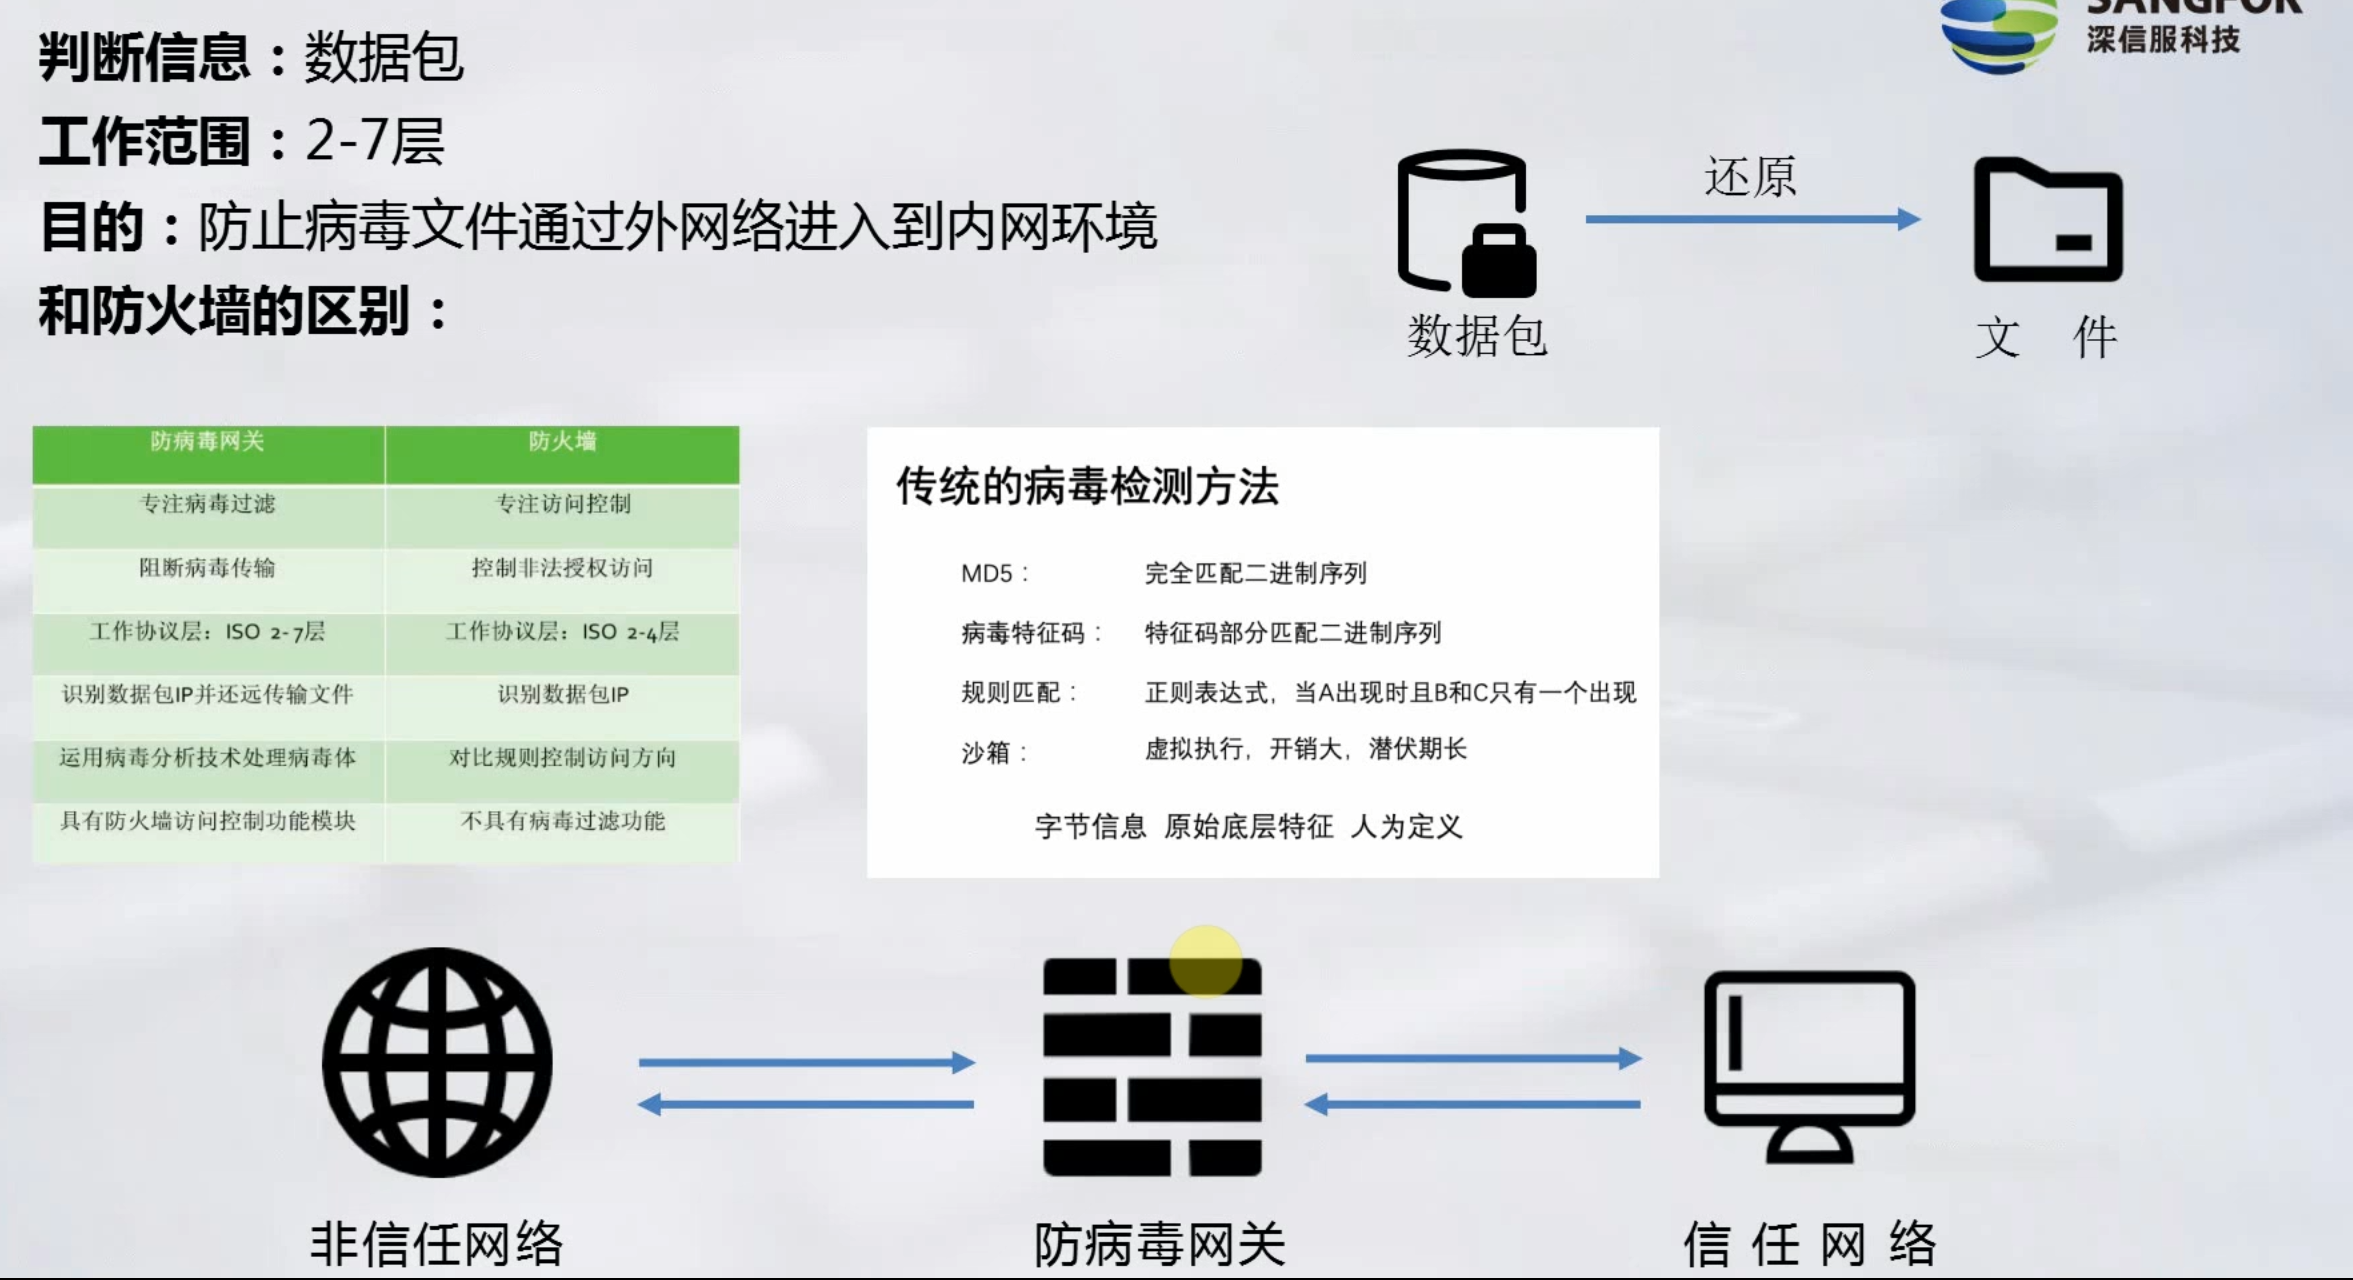 SANGFOR
深信服科技
判断信息：数据包
工作范围：2-7层
目的：防止病毒文件通过外网络进入到内网环境
和防火墙的区别：
还原
数据包
文 件
防病毒网关 防火墙
专注病毒过滤 专注访问控制
阻断病毒传输 控制非法授权访问
工作协议层：ISO 2-7层 工作协议层：ISO 2-4层
识别数据包IP并还远传输文件 识别数据包IP
运用病毒分析技术处理病毒体 对比规则控制访问方向
具有防火墙访问控制功能模块 不具有病毒过滤功能
传统的病毒检测方法
MD5： 完全匹配二进制序列
病毒特征码： 特征码部分匹配二进制序列
规则匹配： 正则表达式，当A出现时且B和C只有一个出现
沙箱： 虚拟执行，开销大，潜伏期长
字节信息 原始底层特征 人为定义
非信任网络
防病毒网关
信任网络